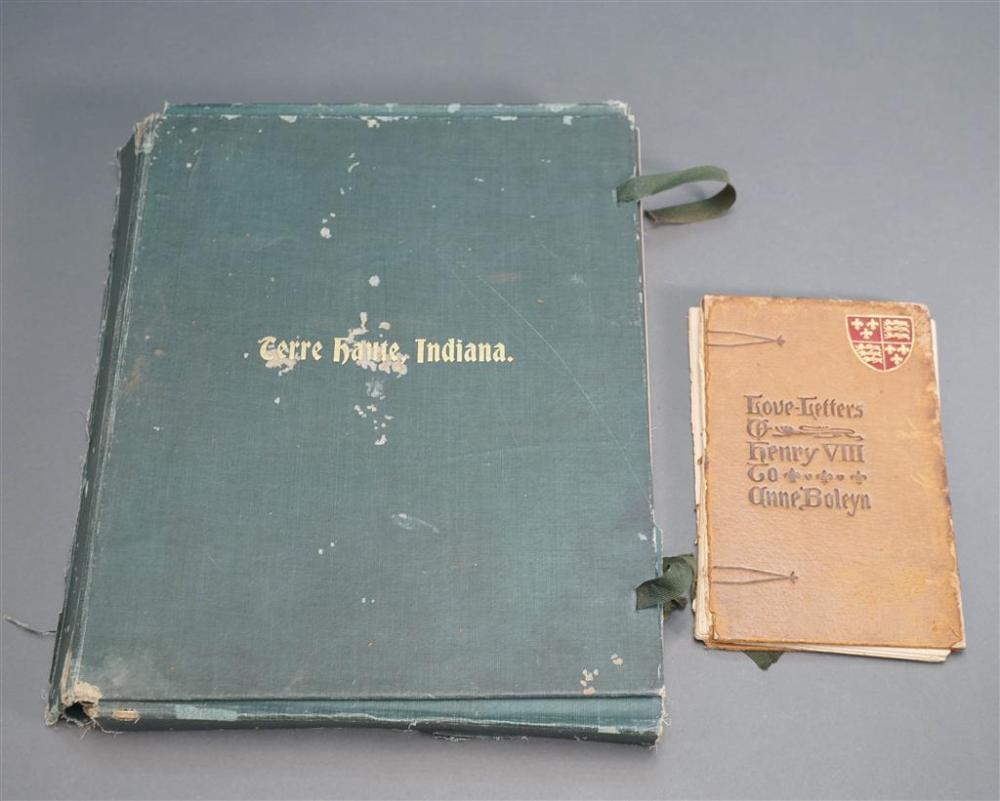 Terre Haute, Indiana.
Love-Letters
Of
Henry VIII
To
Anne Boleyn